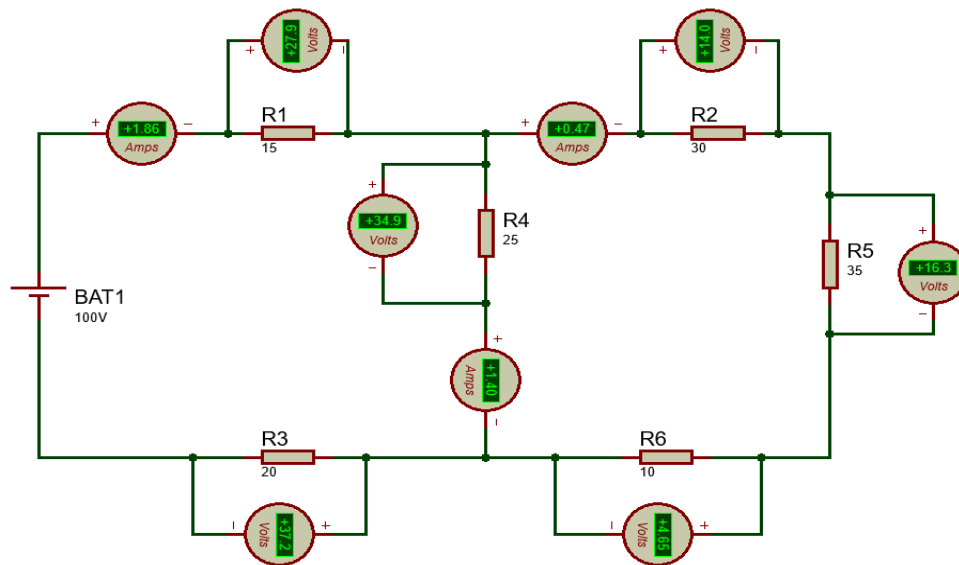 +27.9
Volts
+14.0
Volts
+1.86
Amps
R1
15
+0.47
Amps
R2
30
+34.9
Volts
R4
25
R5
35
+16.3
Volts
BAT1
100V
+1.40
Amps
R3
20
R6
10
+37.2
Volts
+4.65
Volts